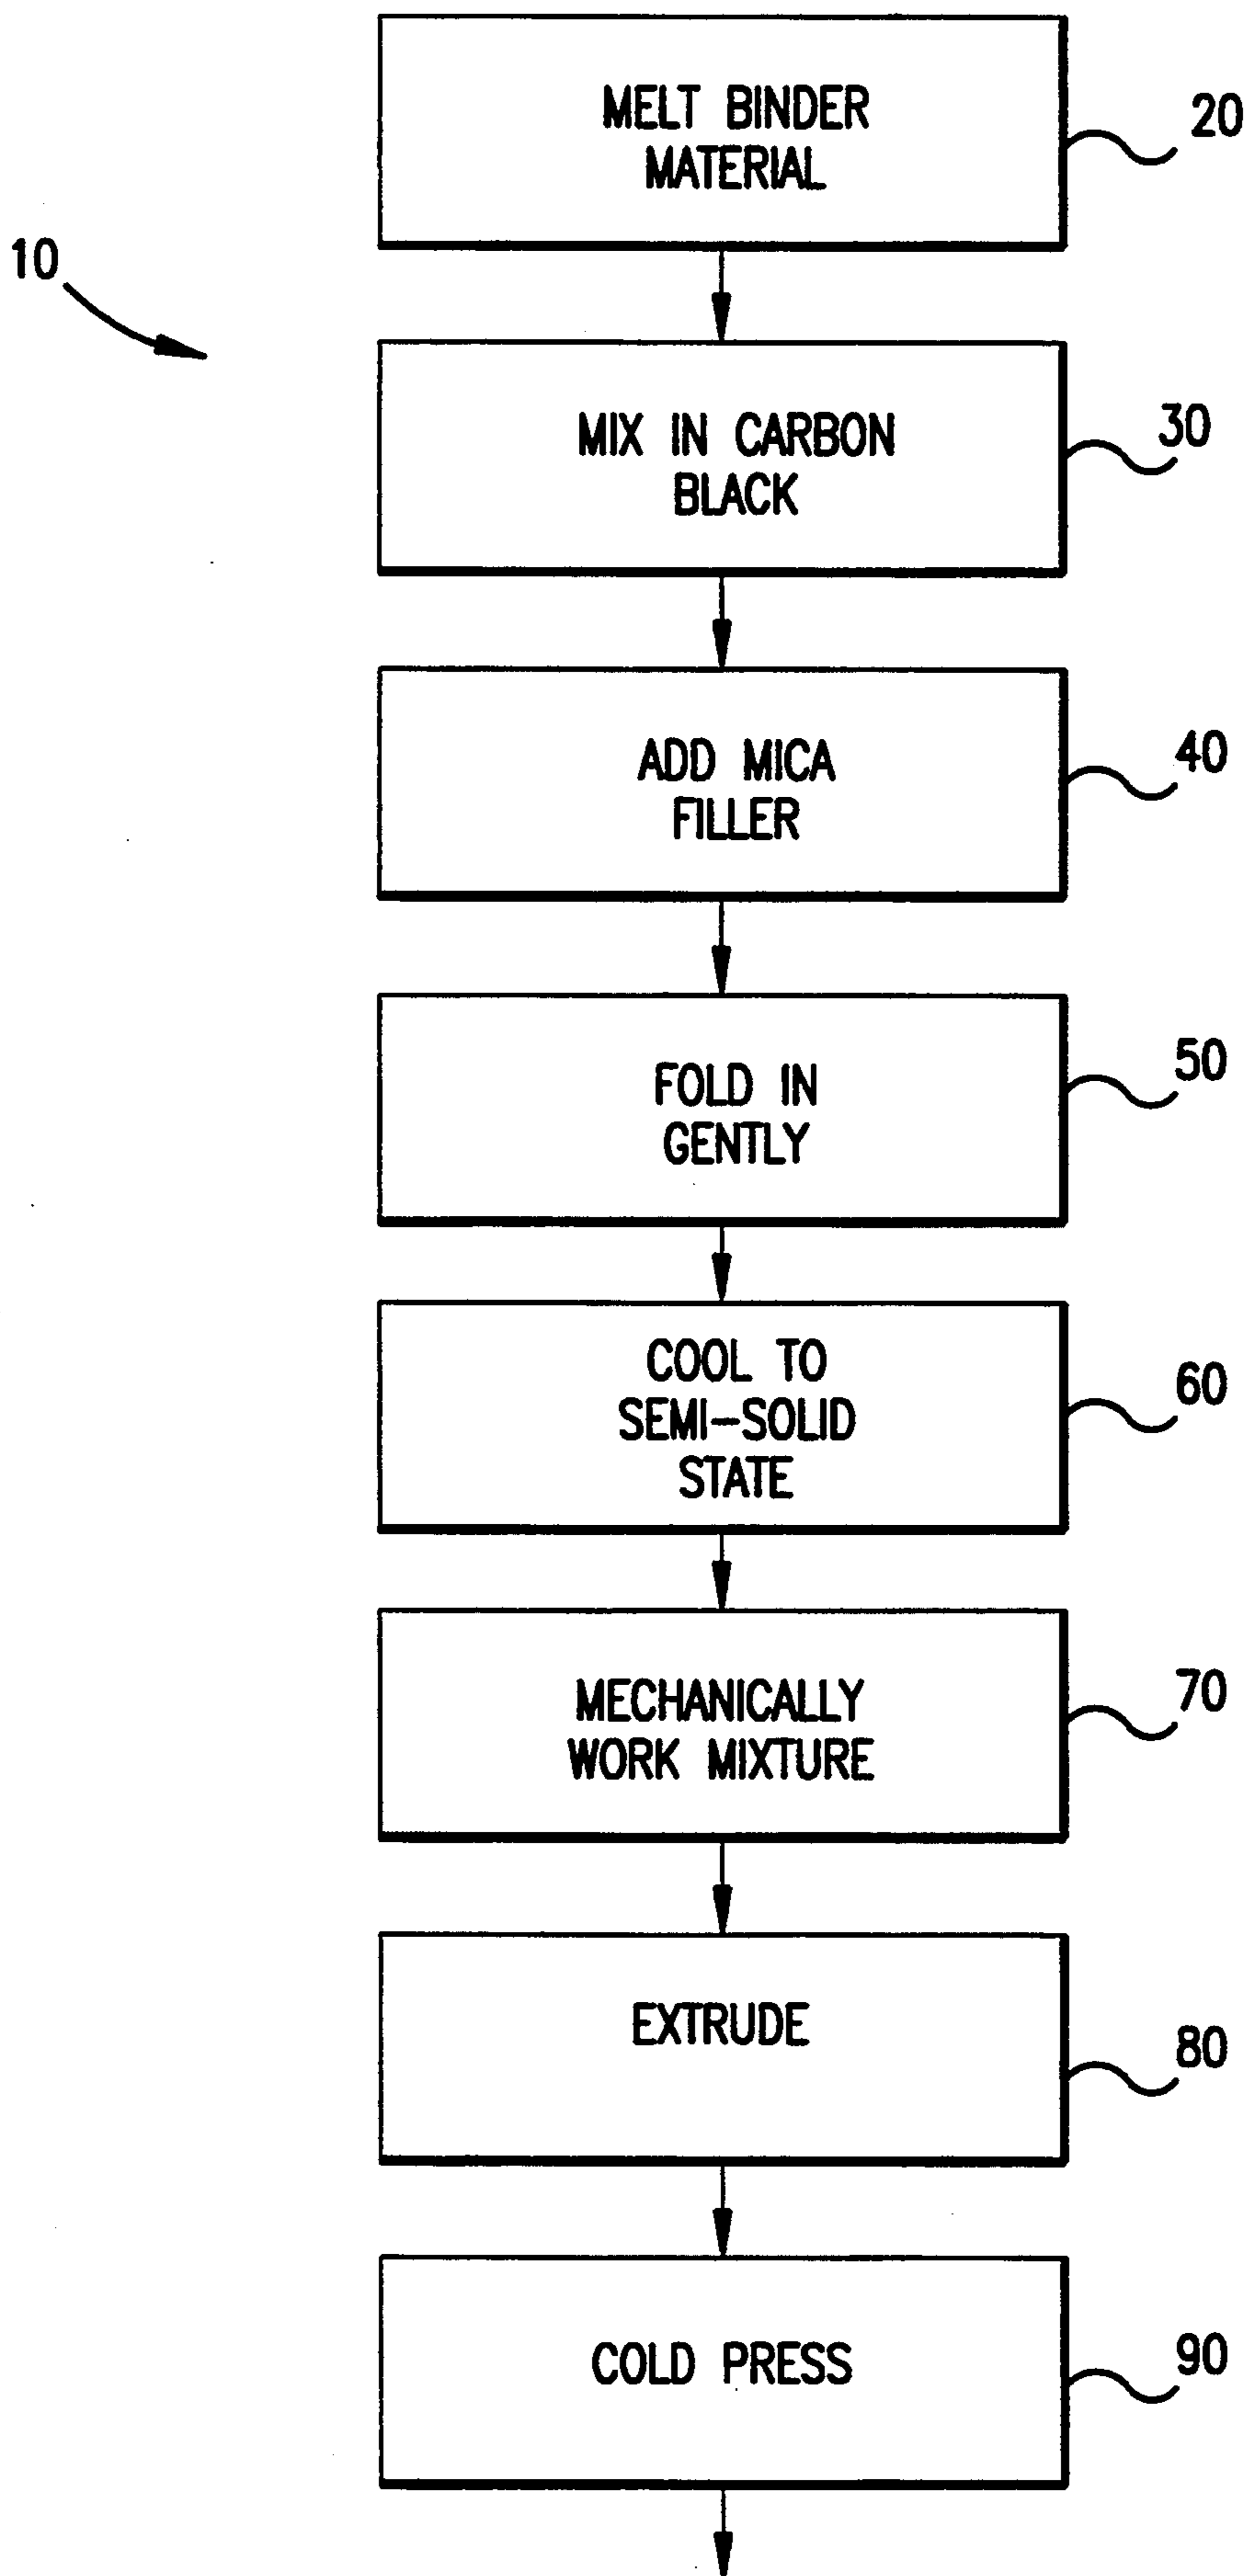 MELT BINDER
MATERIAL
20
10
MIX IN CARBON
BLACK
30
ADD MICA
FILLER
40
FOLD IN
GENTLY
50
COOL TO
SEMI-SOLID
STATE
60
MECHANICALLY
WORK MIXTURE
70
EXTRUDE
80
COLD PRESS
90